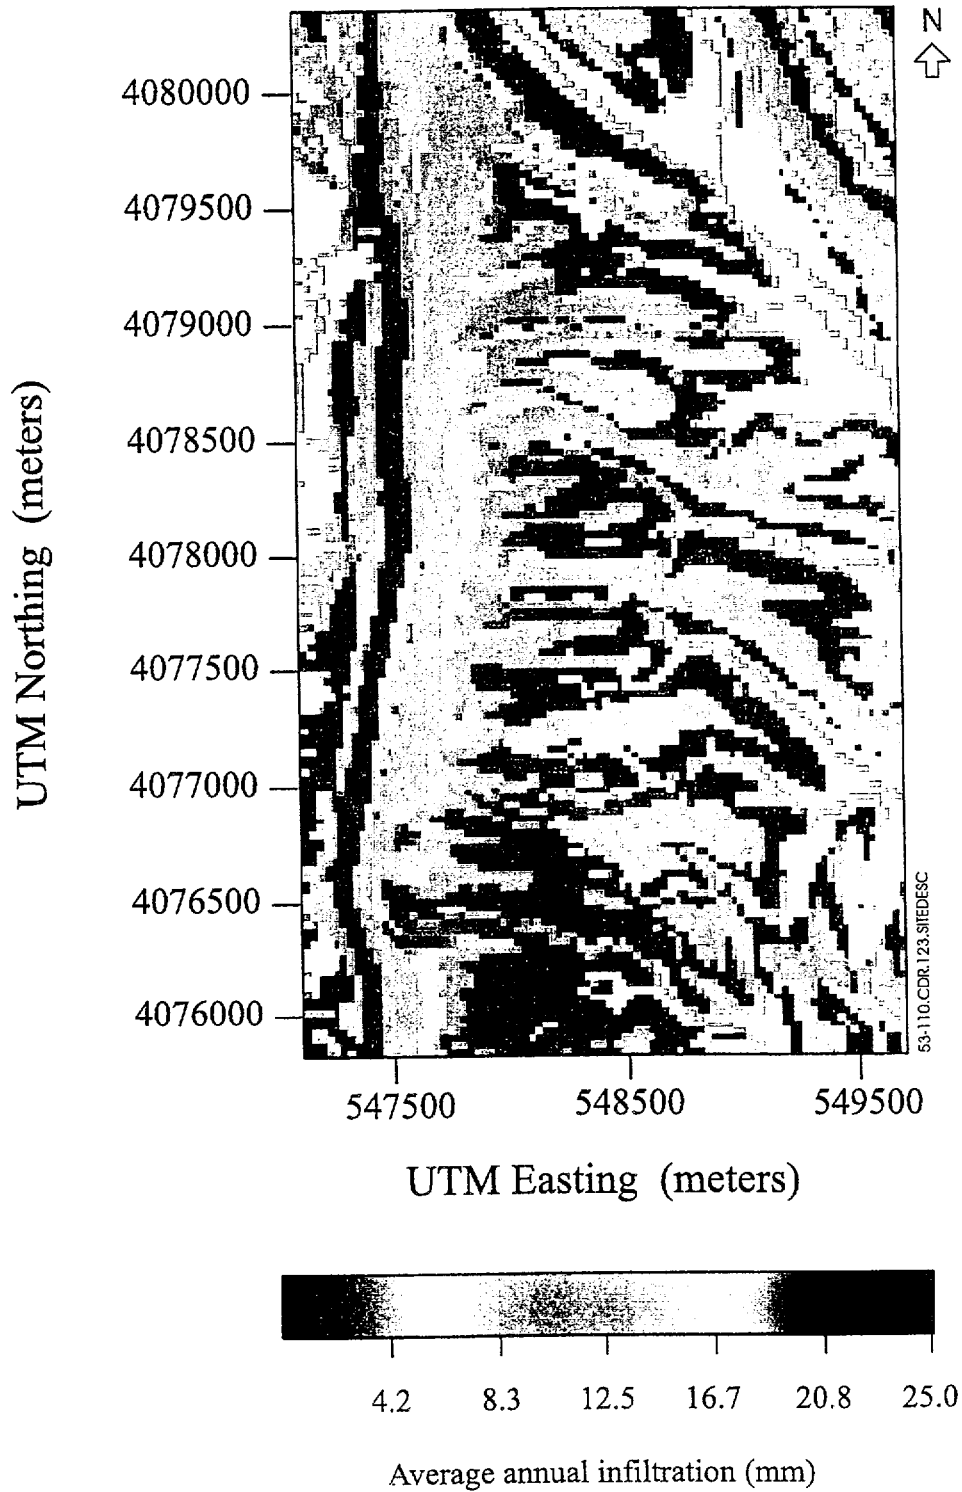 N
4080000
4079500
4079000
4078500
4078000
4077500
4077000
4076500
4076000
UTM Northing (meters)
53-110.CDR.123.SITEDESC
547500 548500 549500
UTM Easting (meters)
4.2 8.3 12.5 16.7 20.8 25.0
Average annual infiltration (mm)